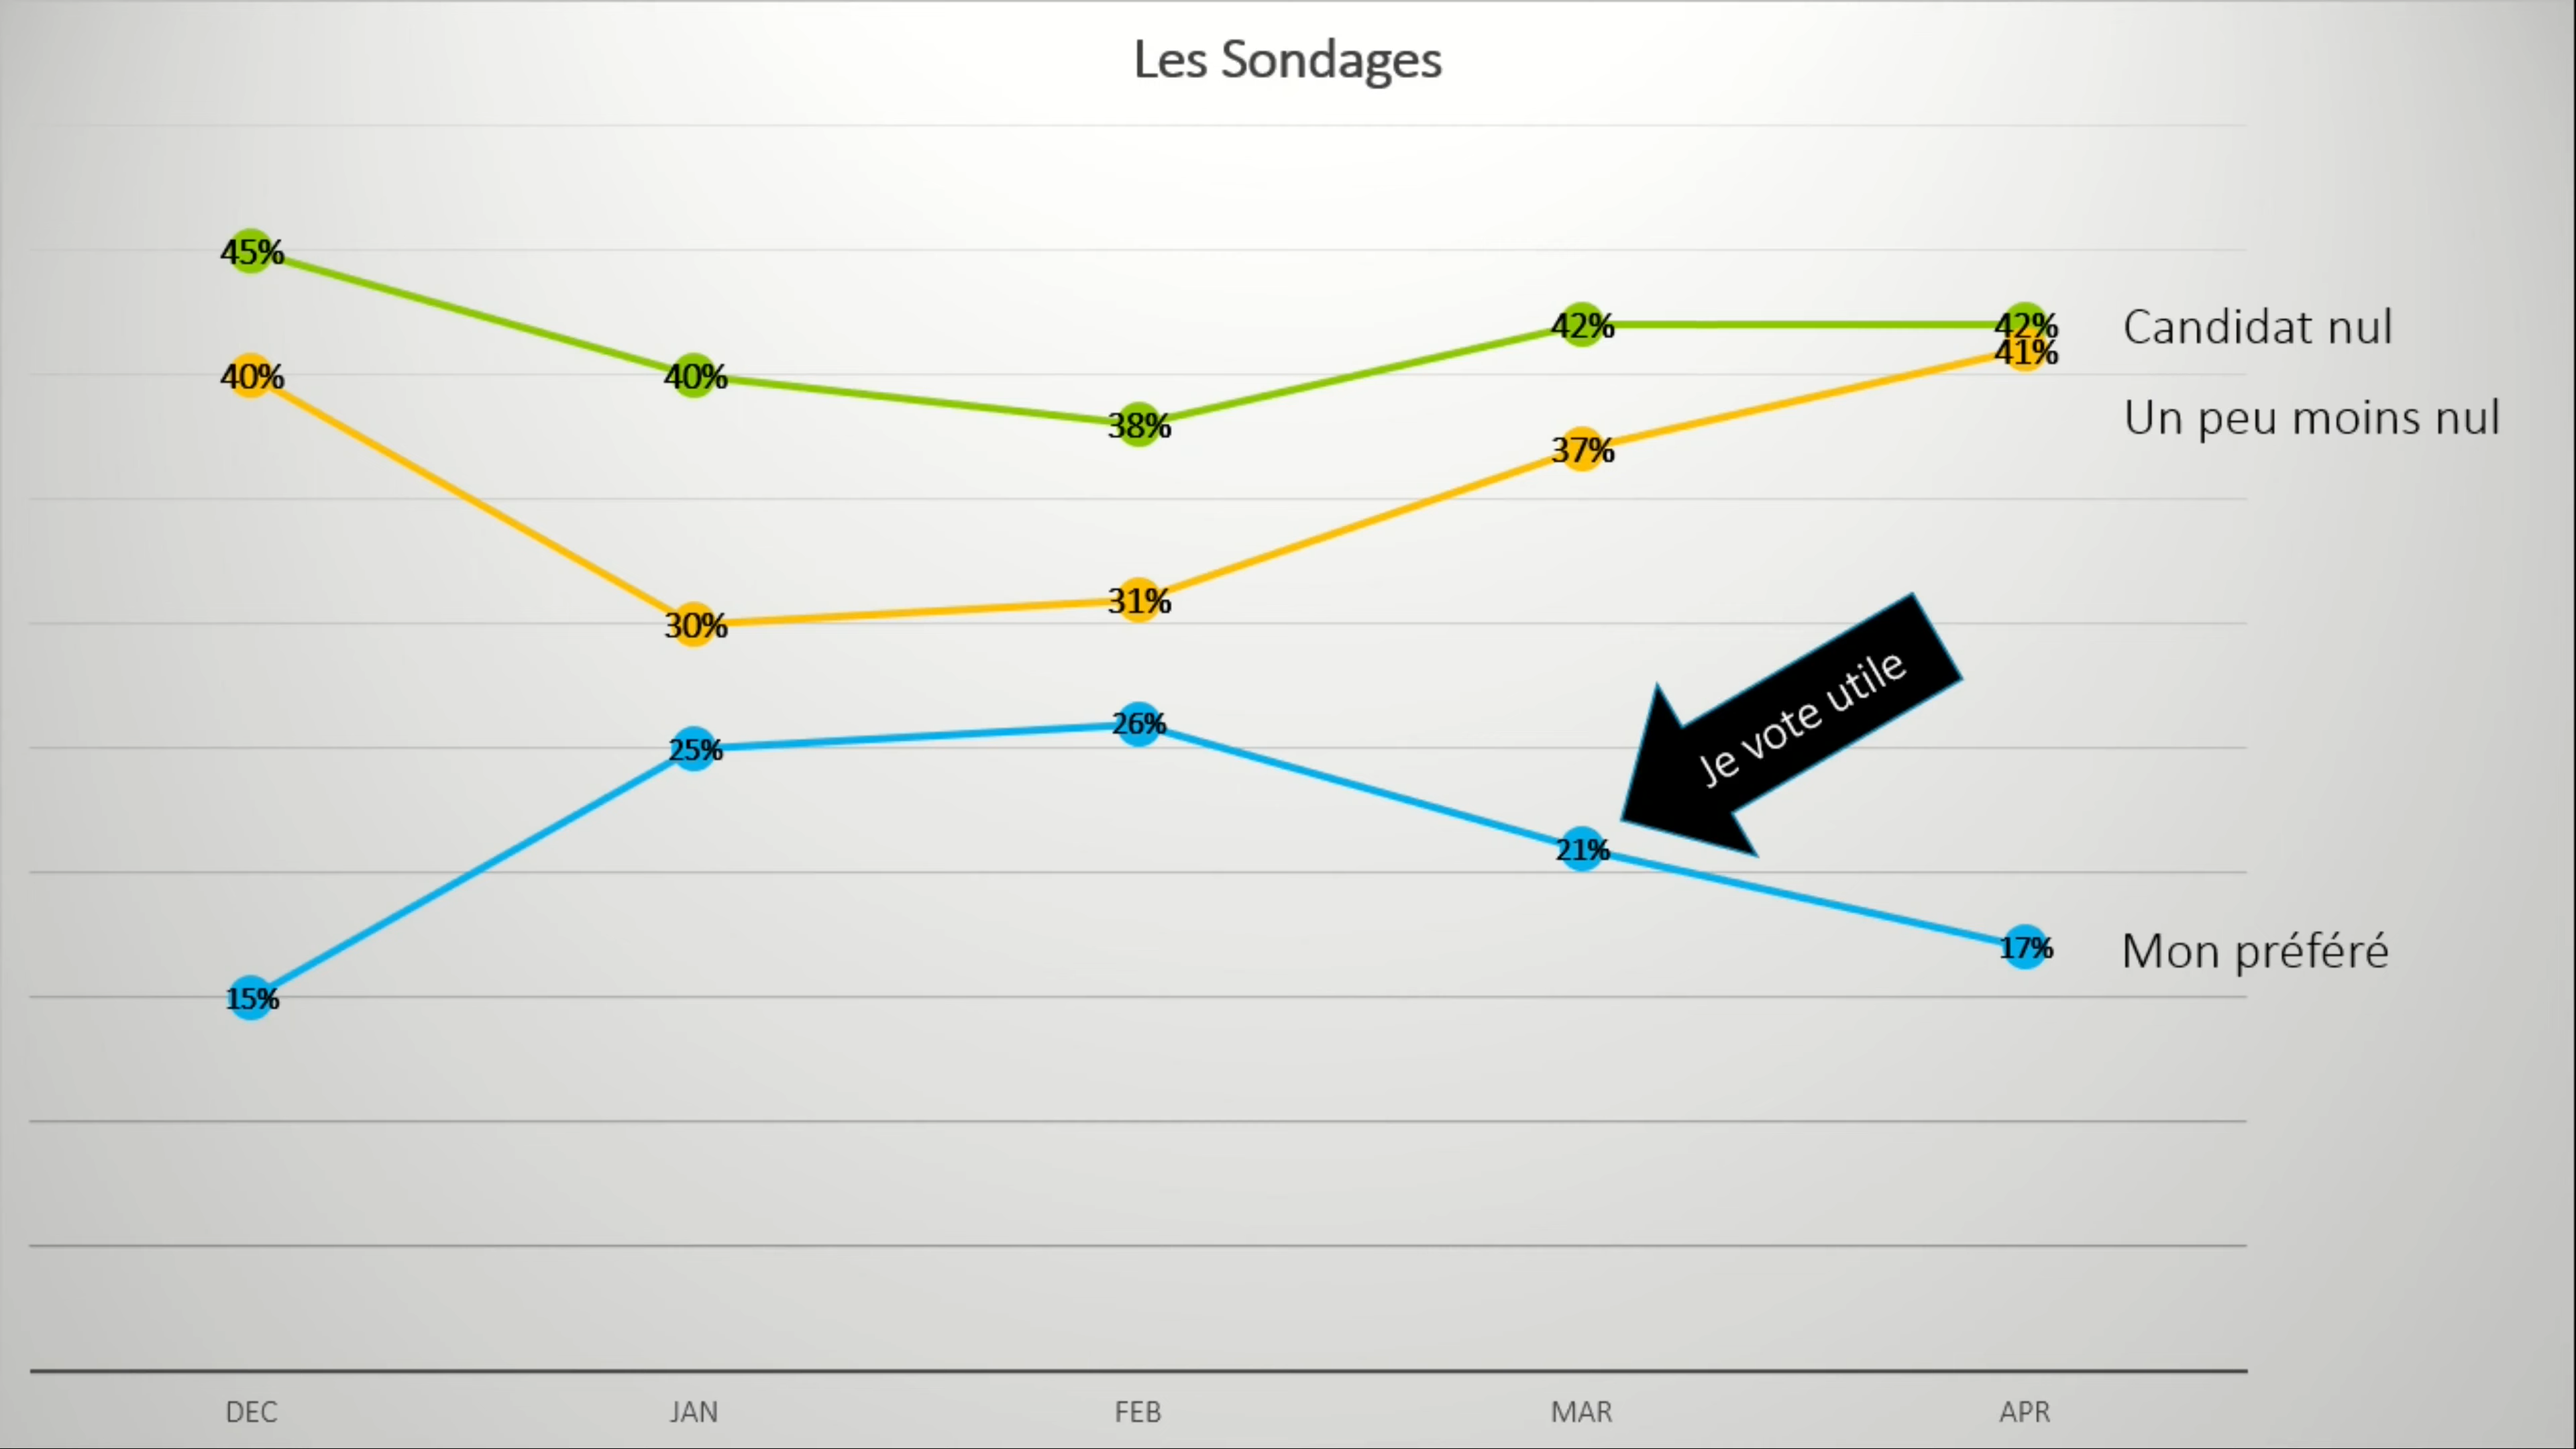 Les Sondages
45%
40%
38%
42%
42%
Candidat nul
40%
30%
31%
37%
41%
Un peu moins nul
Je vote utile
15%
25%
26%
21%
17%
Mon préféré
DEC JAN FEB MAR APR